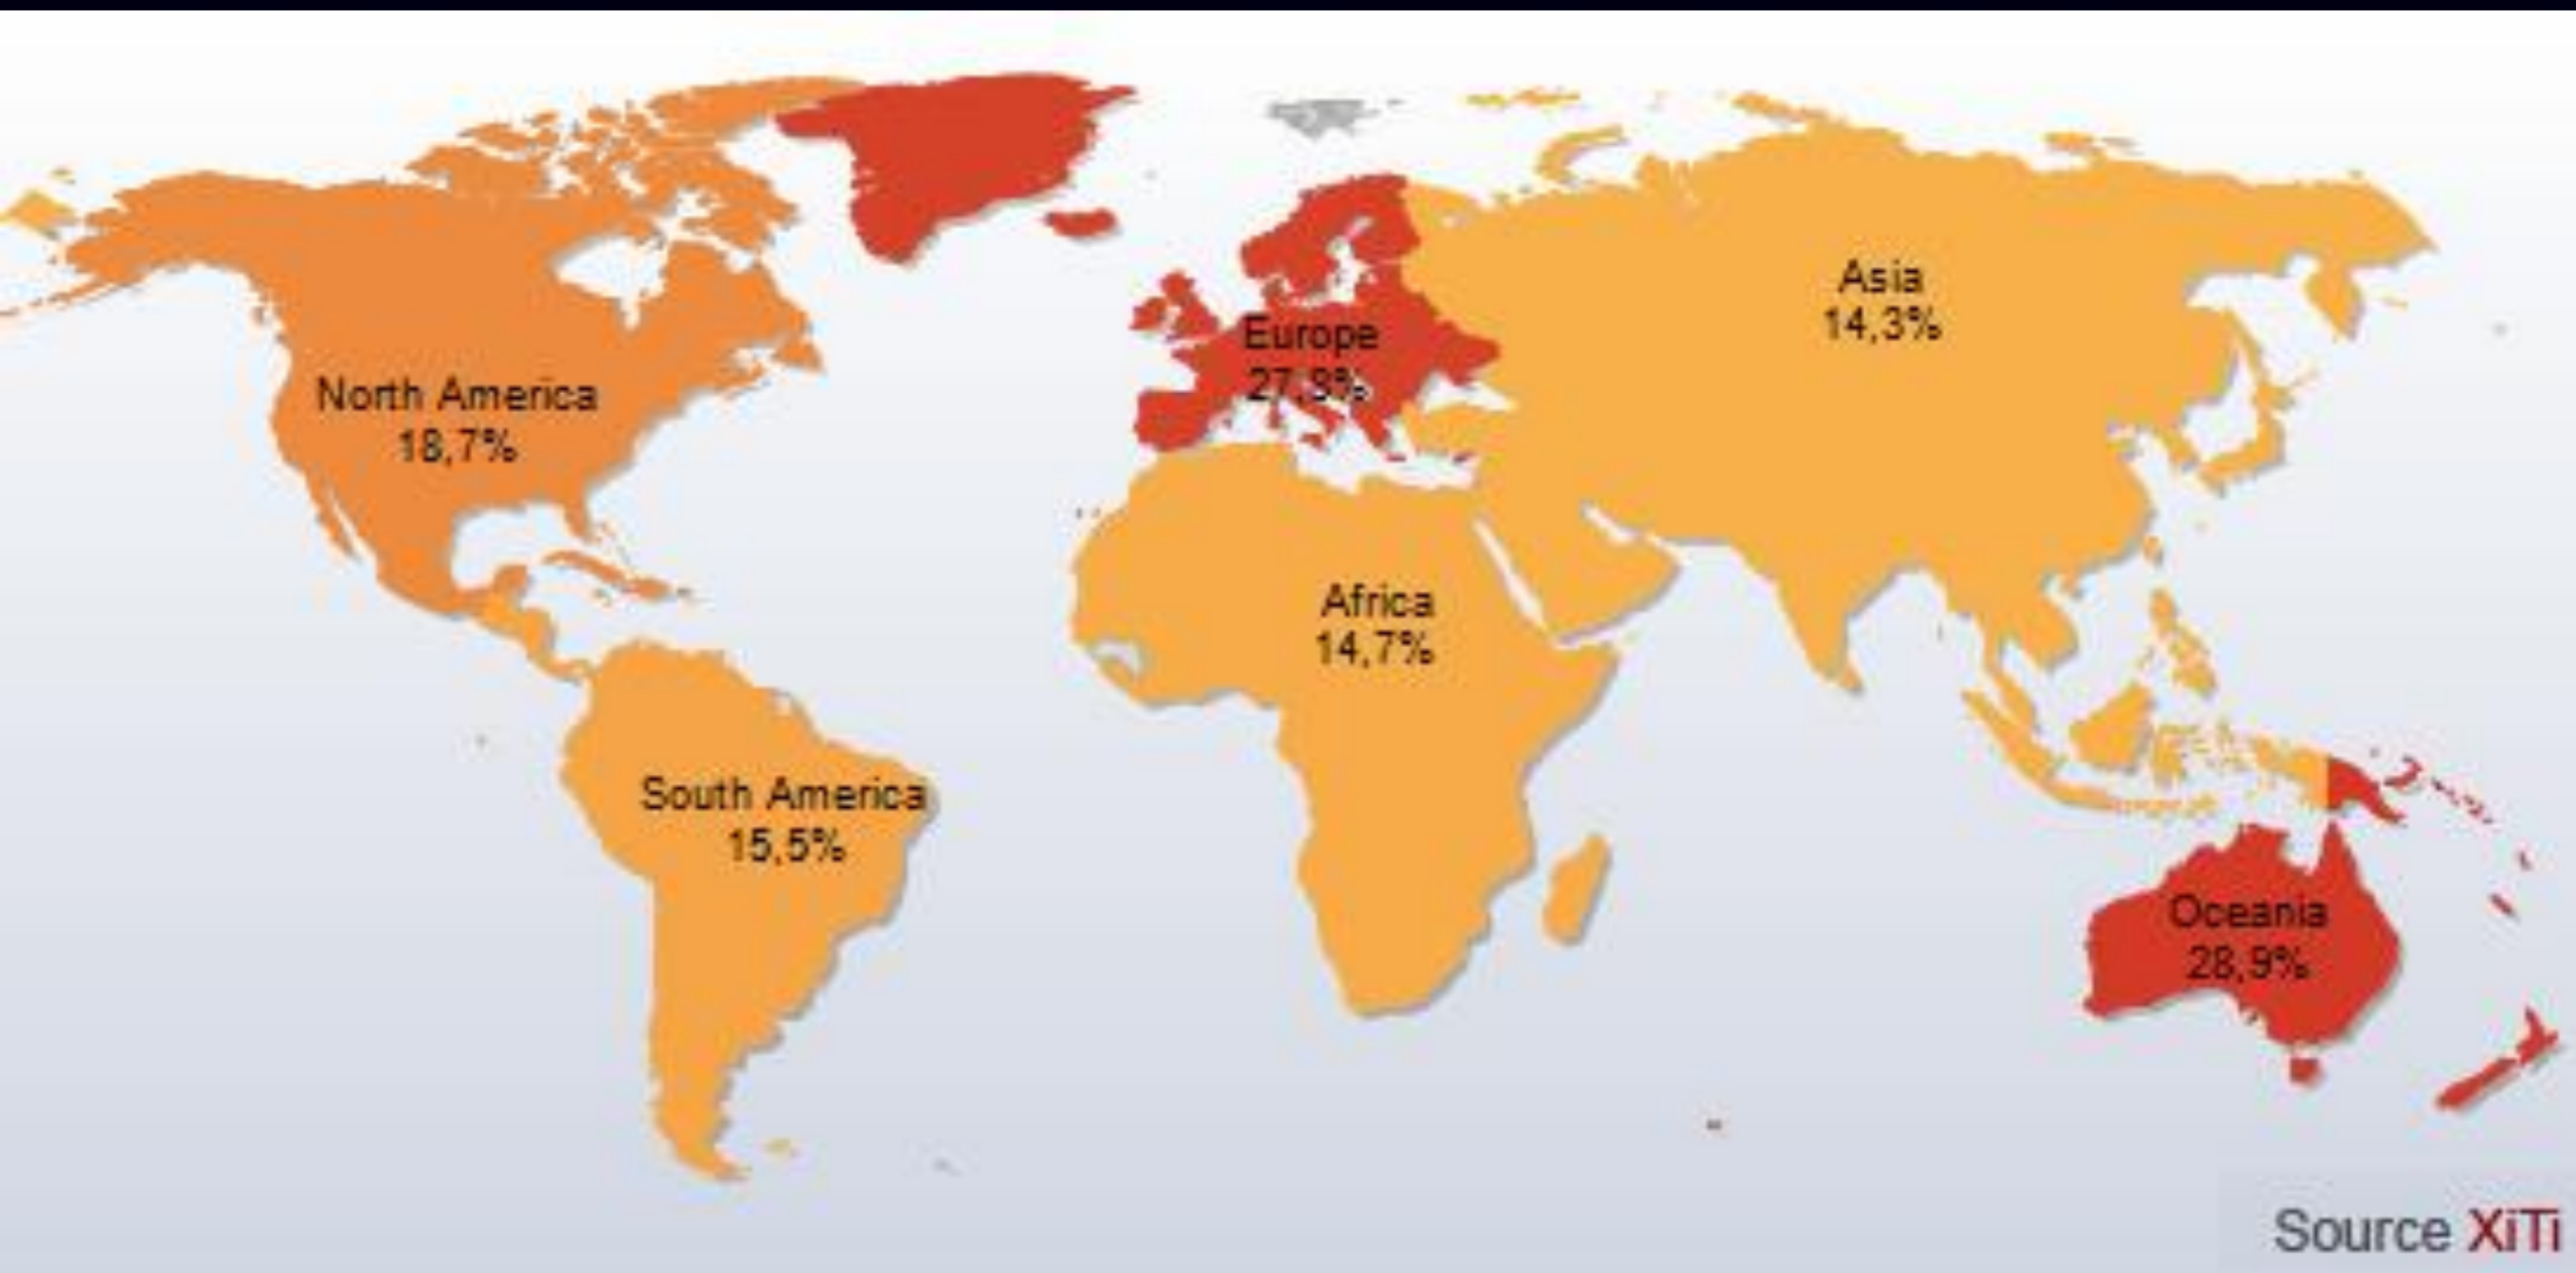 North America
18,7%
Europe
27,8%
Asia
14,3%
Africa
14,7%
South America
15,5%
Oceania
28,9%
Source XiTi